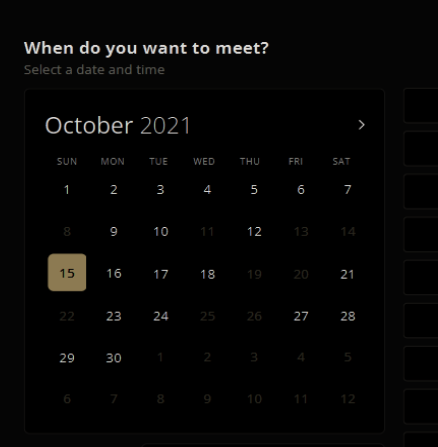 When do you want to meet?
Select a date and time
October 2021 >
SUN MON TUE WED THU FRI SAT
1 2 3 4 5 6 7
8 9 10 11 12 13 14
15 16 17 18 19 20 21
22 23 24 25 26 27 28
29 30 1 2 3 4 5
6 7 8 9 10 11 12